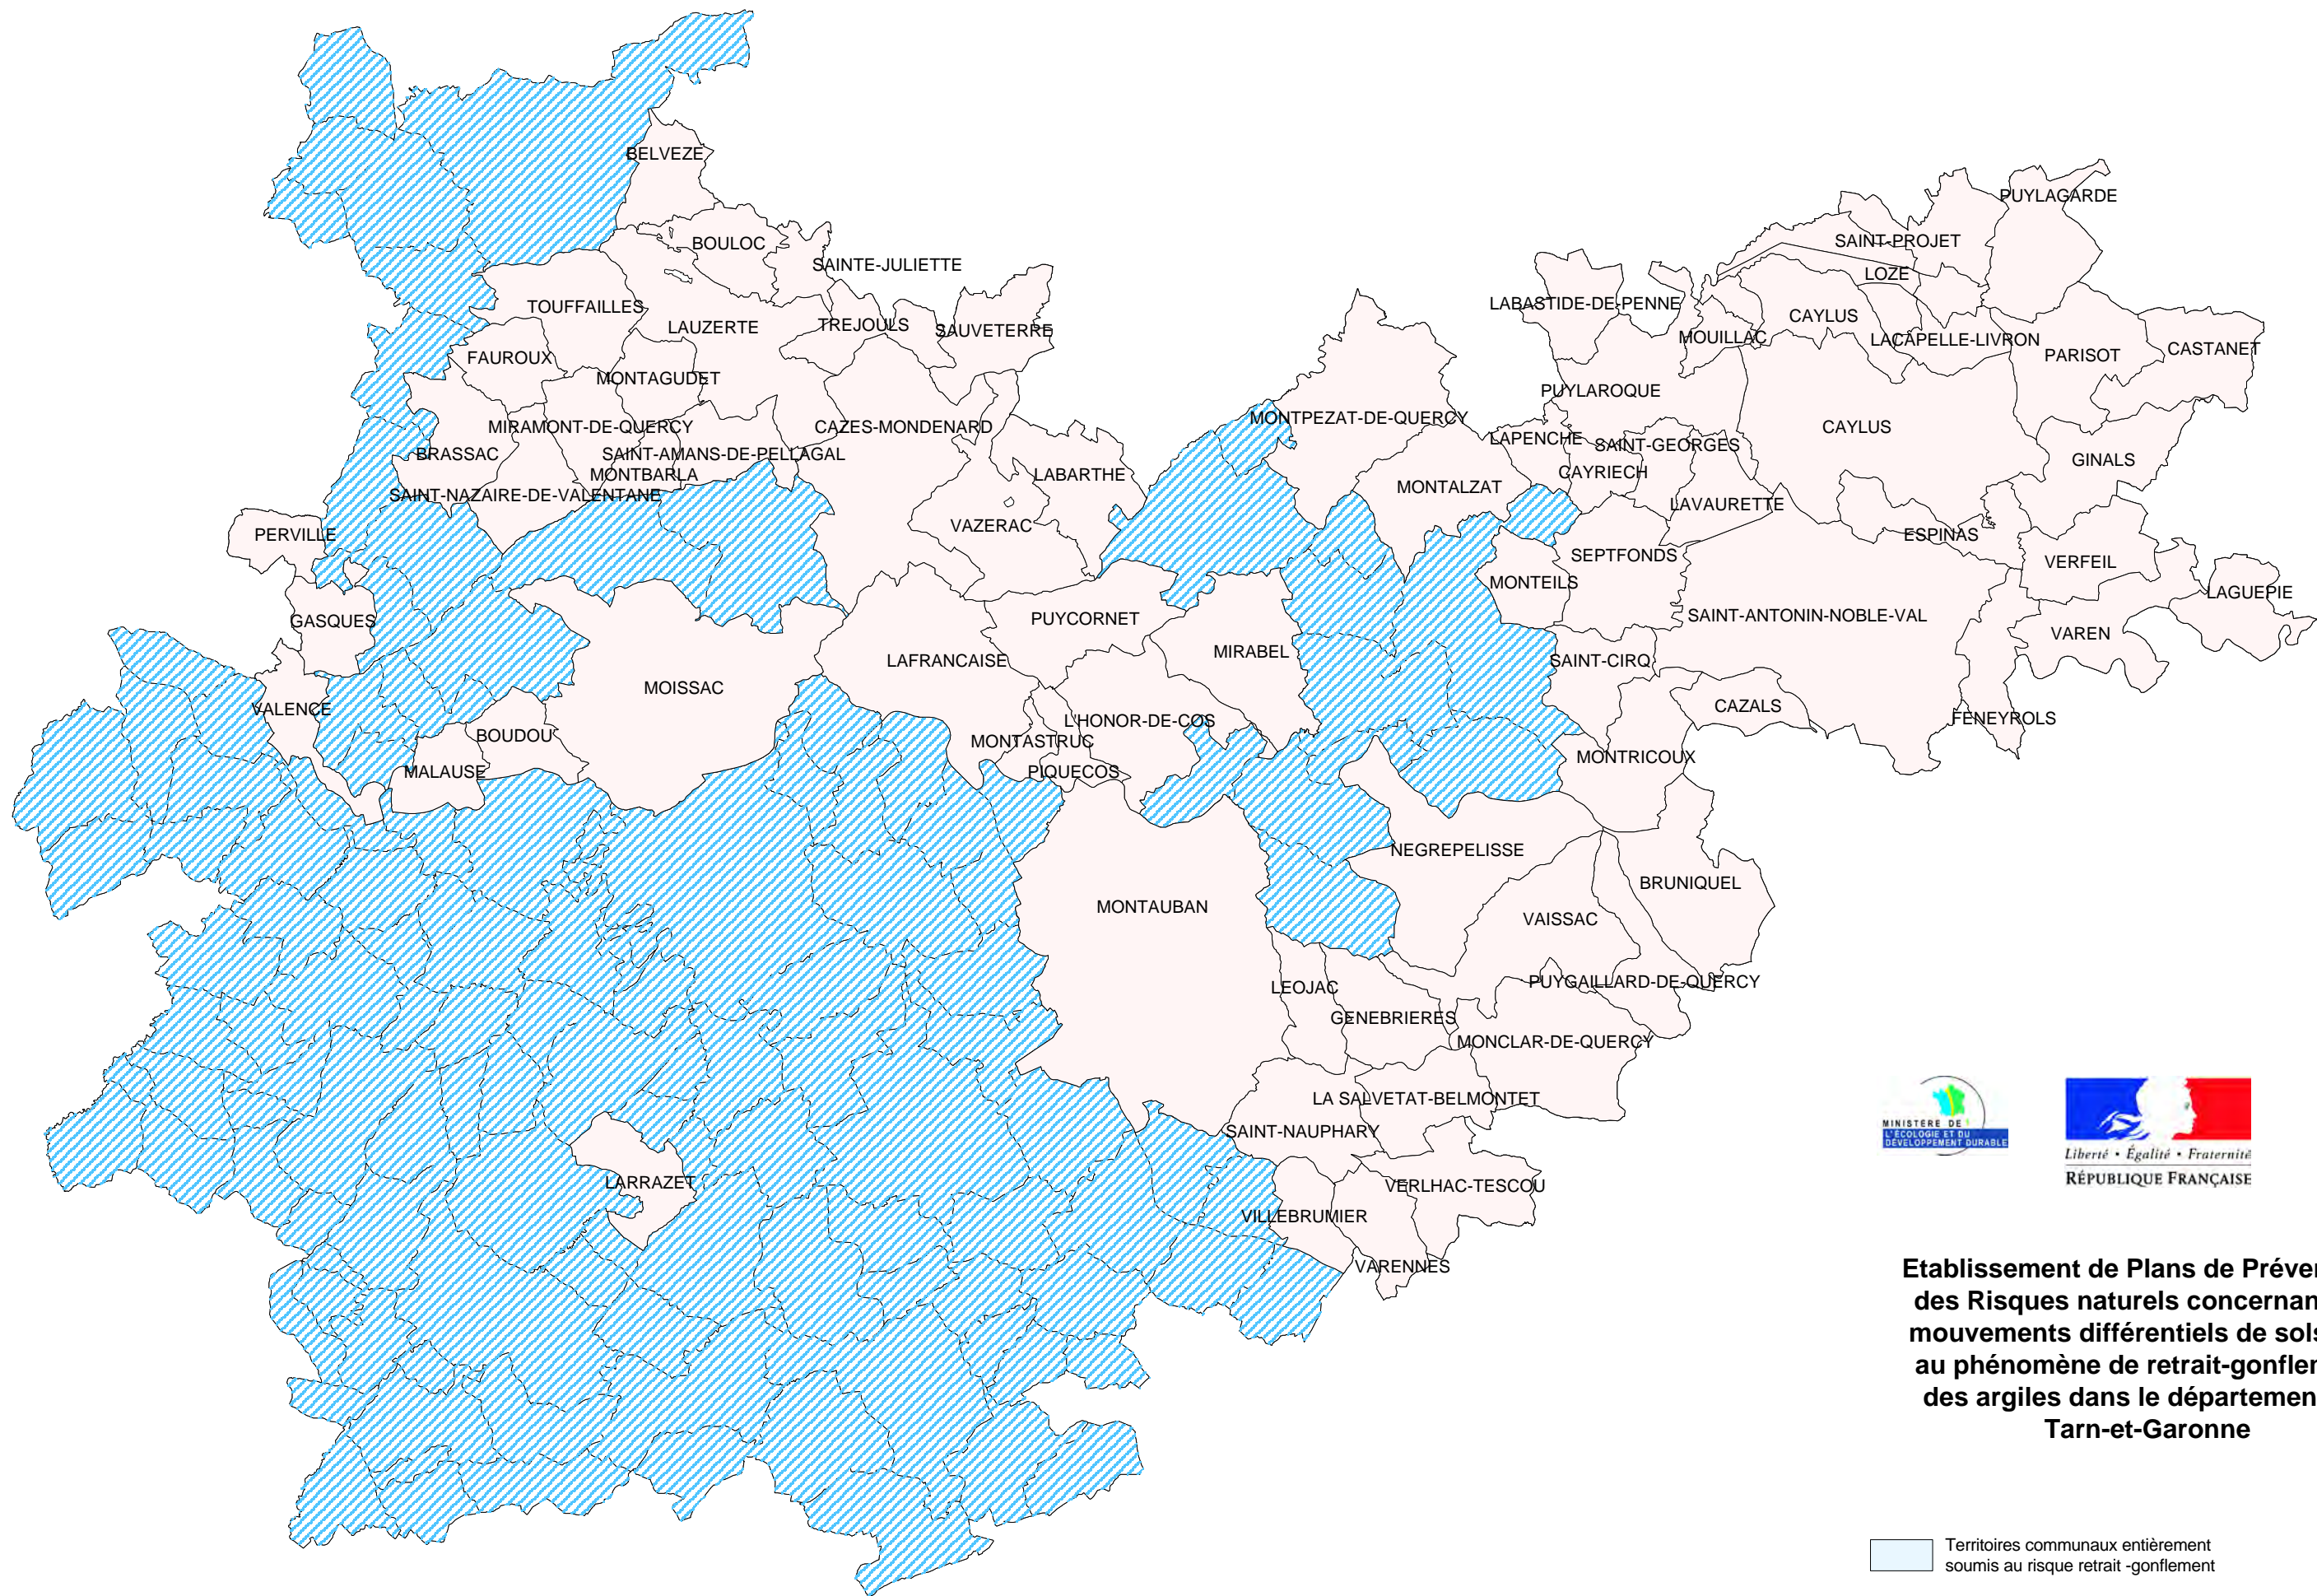 BELVEZE
PUYLAGARDE
BOULOC
SAINT-PROJET
SAINTE-JULIETTE
LOZE
LABASTIDE-DE-PENNE
TOUFFAILLES
CAYLUS
LAUZERTE
TREJOULS
SAUVETERRE
MOUILLAC
LACAPELLE-LIVRON
CASTANET
FAUROUX
PARISOT
MONTAGUDET
PUYLAROQUE
MONTPEZAT-DE-QUERCY
MIRAMONT-DE-QUERCY
CAZES-MONDENARD
CAYLUS
LAPENCHE
SAINT-GEORGES
BRASSAC
SAINT-AMANS-DE-PELLAGAL
GINALS
CAYRIECH
MONTBARLA
LABARTHE
MONTALZAT
SAINT-NAZAIRE-DE-VALENTANE
LAVAURETTE
VAZERAC
PERVILLE
ESPINAS
SEPTFONDS
VERFEIL
MONTEILS
LAGUEPIE
GASQUES
PUYCORNET
SAINT-ANTONIN-NOBLE-VAL
VAREN
MIRABEL
LAFRANCAISE
SAINT-CIRQ
MOISSAC
CAZALS
VALENCE
L'HONOR-DE-COS
FENEYROLS
BOUDOU
MONTASTRUC
MONTRICOUX
MALAUSE
PIQUECOS
NEGREPELISSE
BRUNIQUEL
MONTAUBAN
VAISSAC
PUYGAILLARD-DE-QUERCY
LEOJAC
GENEBRIERES
MONCLAR-DE-QUERCY
LA SALVETAT-BELMONTET
SAINT-NAUPHARY
LARRAZET
VERLHAC-TESCOU
VILLEBRUMIER
VARENNES
MINISTÈRE DE
L'ÉCOLOGIE ET DU
DÉVELOPPEMENT DURABLE
Liberté • Égalité • Fraternité
RÉPUBLIQUE FRANÇAISE
Etablissement de Plans de Préver
des Risques naturels concernan
mouvements différentiels de sols
au phénomène de retrait-gonfler
des argiles dans le départemen
Tarn-et-Garonne
Territoires communaux entièrement
soumis au risque retrait -gonflement